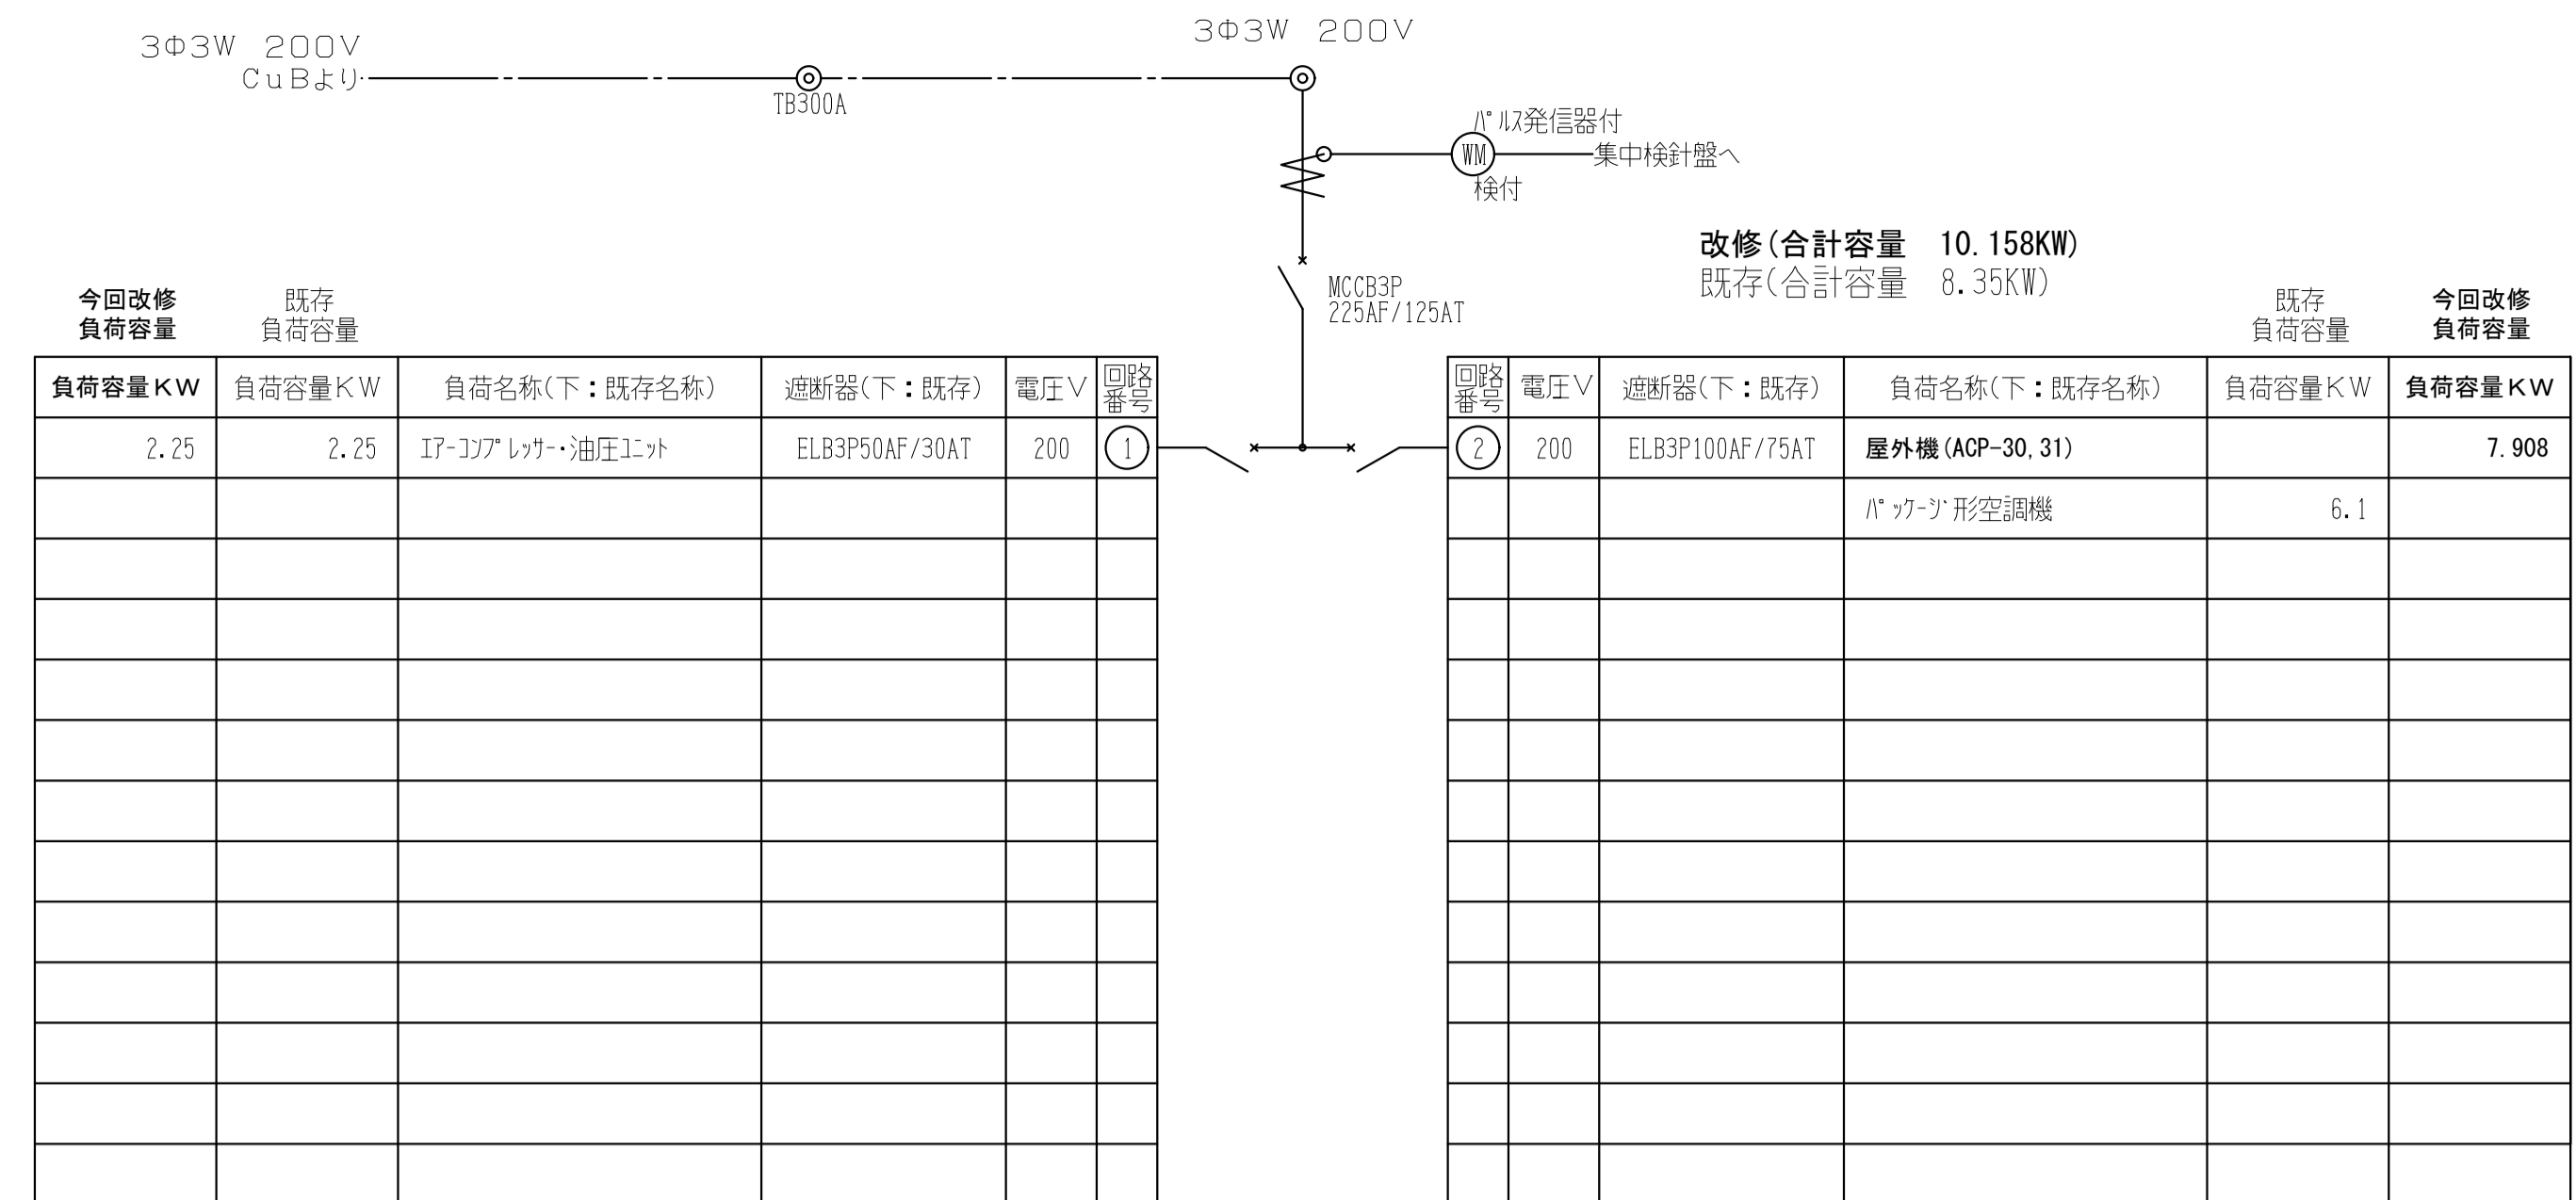 3Φ3W 200V
3Φ3W 200V
CuBより
TB300A
パルス発信器付
WM
集中検針盤へ
検付
改修(合計容量 10.158KW)
既存(合計容量 8.35KW)
MCCB3P
225AF/125AT
今回改修
負荷容量
既存
負荷容量
既存
負荷容量
今回改修
負荷容量
負荷容量KW 負荷容量KW 負荷名称(下:既存名称) 遮断器(下:既存) 電圧V 回路番号
2.25 2.25 エアーコンプレッサー・油圧ユニット ELB3P50AF/30AT 200 1
回路番号 電圧V 遮断器(下:既存) 負荷名称(下:既存名称) 負荷容量KW 負荷容量KW
2 200 ELB3P100AF/75AT 屋外機(ACP-30,31) 7.908
パッケージ形空調機 6.1